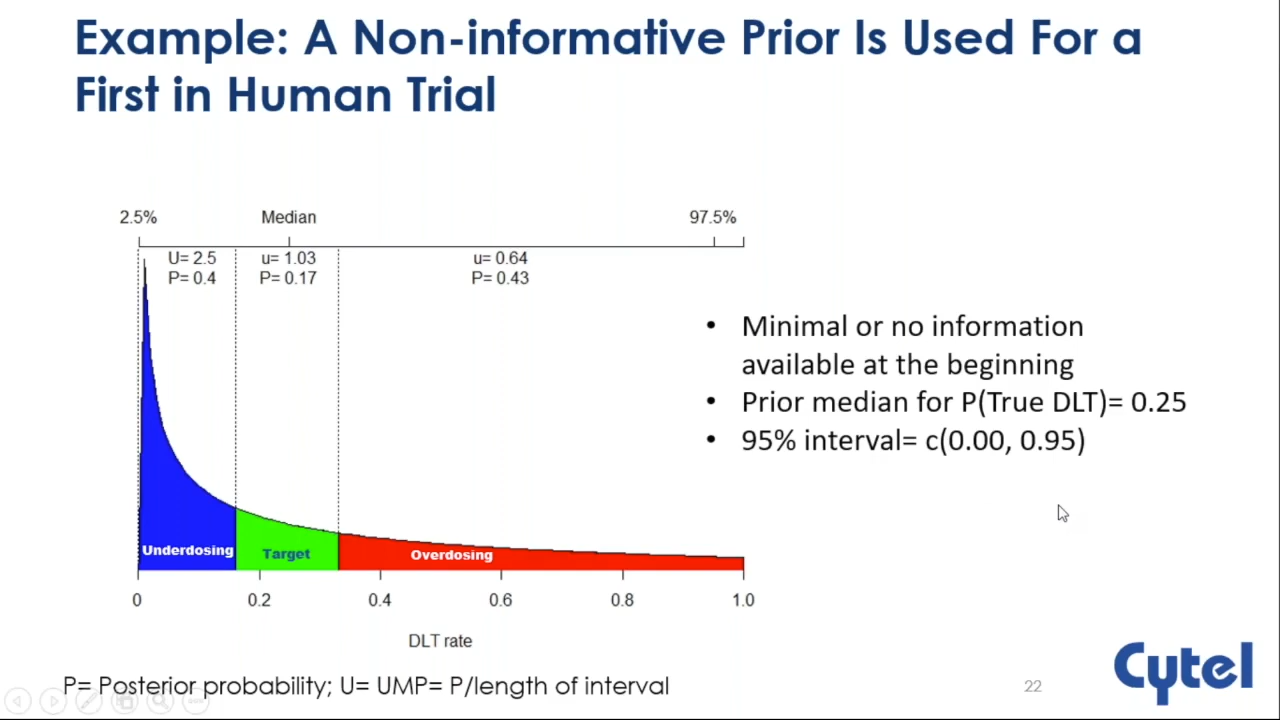 Example: A Non-informative Prior Is Used For a
First in Human Trial
2.5%
Median
97.5%
U= 2.5
P= 0.4
u= 1.03
P= 0.17
u= 0.64
P= 0.43
Underdosing
Target
Overdosing
0
0.2
0.4
0.6
0.8
1.0
DLT rate
• Minimal or no information
available at the beginning
• Prior median for P(True DLT)= 0.25
• 95% interval= c(0.00, 0.95)
P= Posterior probability; U= UMP= P/length of interval
22
Cytel